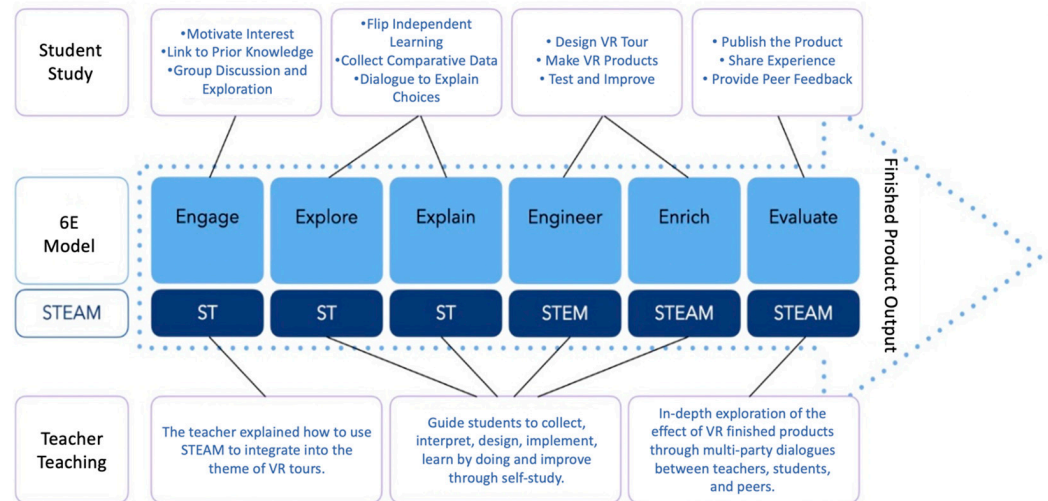 Student
Study
•Motivate Interest
•Link to Prior Knowledge
•Group Discussion and
Exploration
•Flip Independent
Learning
•Collect Comparative Data
•Dialogue to Explain
Choices
• Design VR Tour
• Make VR Products
• Test and Improve
• Publish the Product
• Share Experience
• Provide Peer Feedback
6E
Model
Engage
Explore
Explain
Engineer
Enrich
Evaluate
Finished Product Output
STEAM
ST
ST
ST
STEM
STEAM
STEAM
Teacher
Teaching
The teacher explained how to use
STEAM to integrate into the
theme of VR tours.
Guide students to collect,
interpret, design, implement,
learn by doing and improve
through self-study.
In-depth exploration of the
effect of VR finished products
through multi-party dialogues
between teachers, students,
and peers.